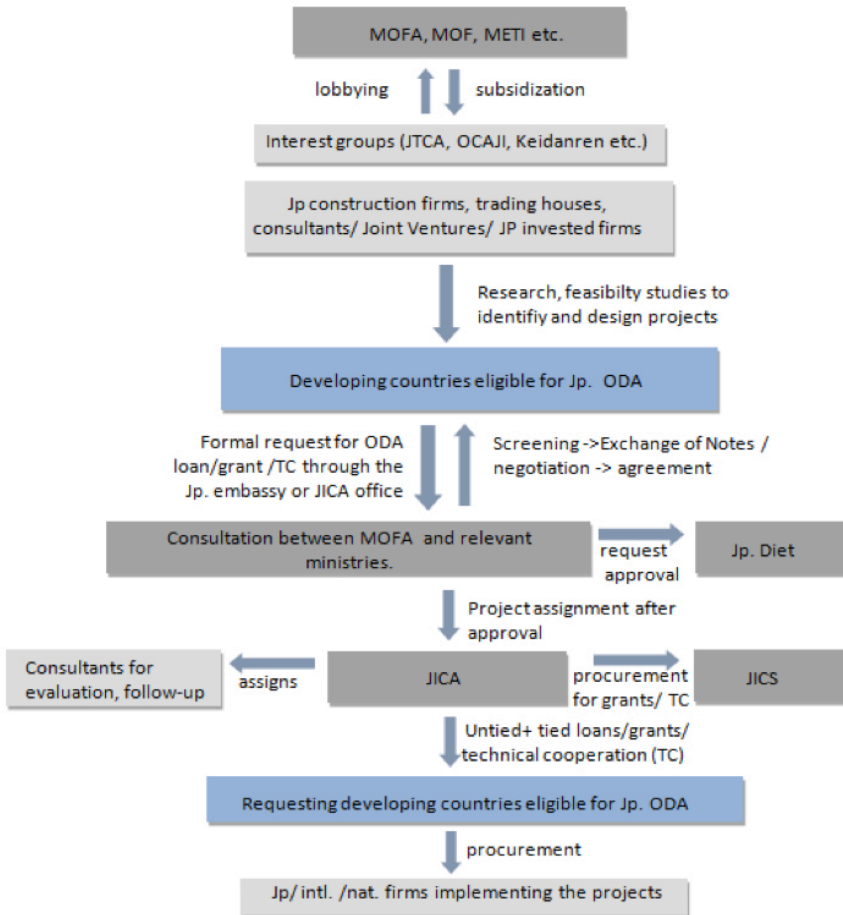 MOFA, MOF, METI etc.
lobbying
subsidization
Interest groups (JTCA, OCAJI, Keidanren etc.)
Jp construction firms, trading houses,
consultants/ Joint Ventures/ JP invested firms
Research, feasibilty studies to
identifiy and design projects
Developing countries eligible for Jp. ODA
Formal request for ODA
loan/grant /TC through the
Jp. embassy or JICA office
Screening ->Exchange of Notes /
negotiation -> agreement
Consultation between MOFA and relevant
ministries.
request
approval
Jp. Diet
Project assignment after
approval
Consultants for
evaluation, follow-up
assigns
JICA
procurement
for grants/ TC
JICS
Untied+ tied loans/grants/
technical cooperation (TC)
Requesting developing countries eligible for Jp. ODA
procurement
Jp/ intl. /nat. firms implementing the projects